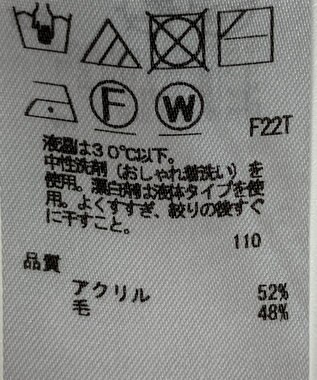 F
W
F22T
液温は30℃以下。
中性洗剤(おしゃれ着洗い)を
使用。漂白剤は液体タイプを使
用。よくすすぎ、絞りの後すぐ
に干すこと。
110
品質
アクリル 52%
毛 48%